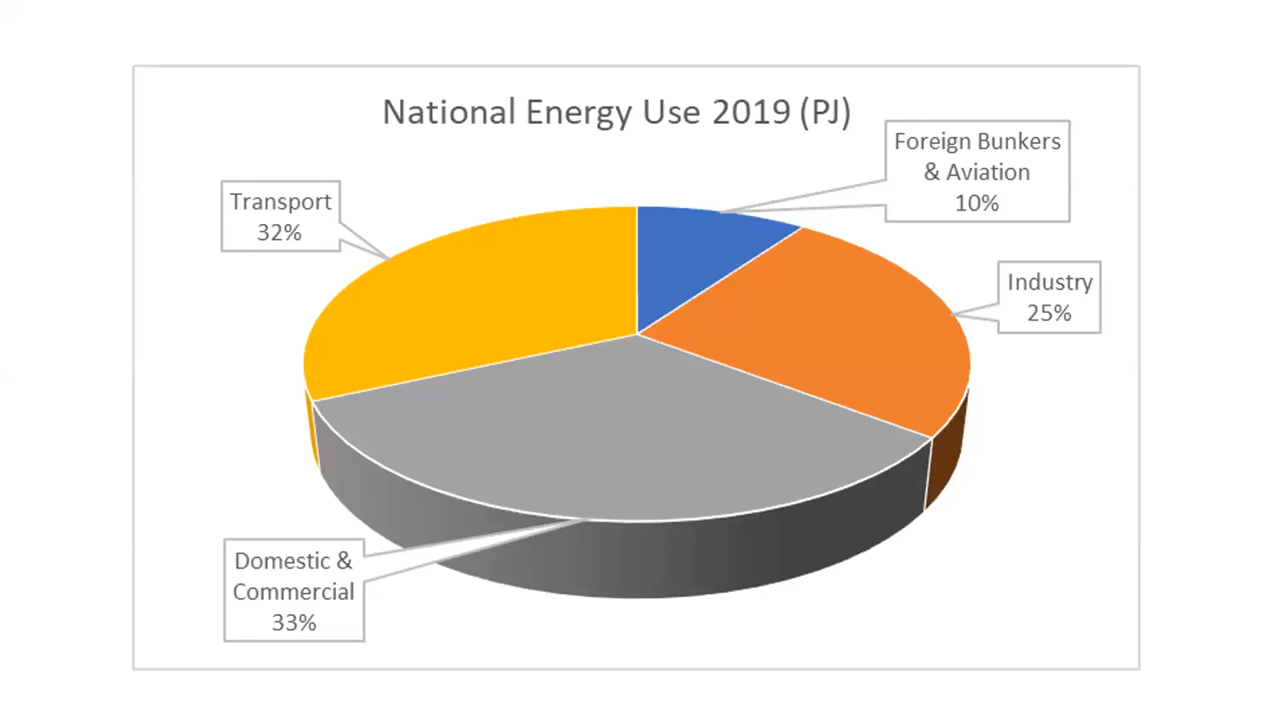 National Energy Use 2019 (PJ)
Foreign Bunkers
& Aviation
10%
Transport
32%
Industry
25%
Domestic &
Commercial
33%